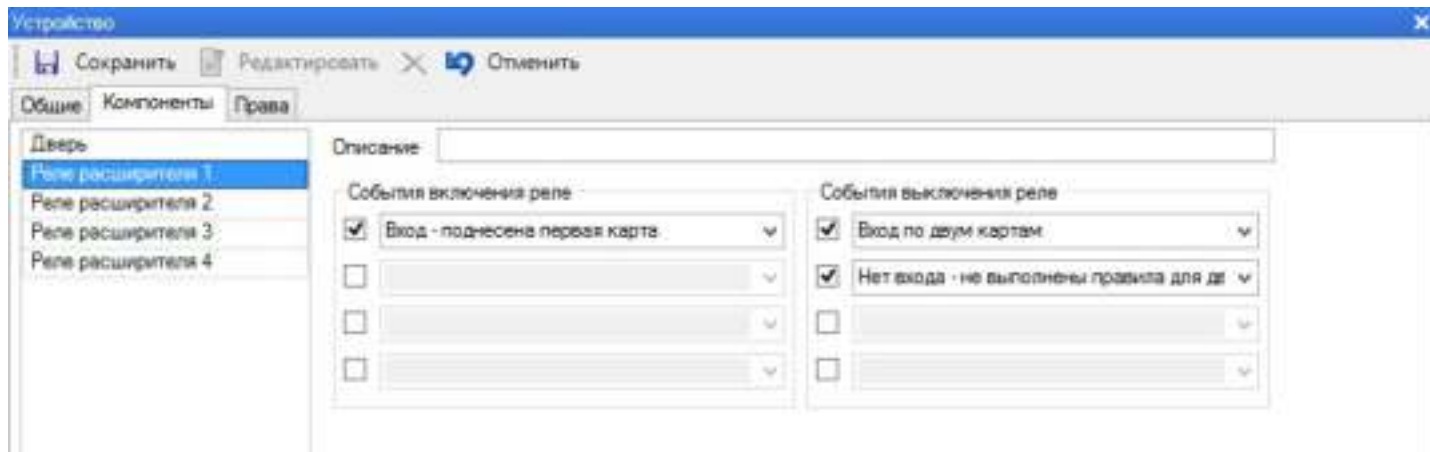 Устройство
Сохранить Редактировать Отменить
Общие Компоненты Права
Дверь
Реле расширителя 1
Реле расширителя 2
Реле расширителя 3
Реле расширителя 4
Описание
События включения реле
Вход - поднесена первая карта
События выключения реле
Вход по двум картам
Нет входа - не выполнены правила для дв